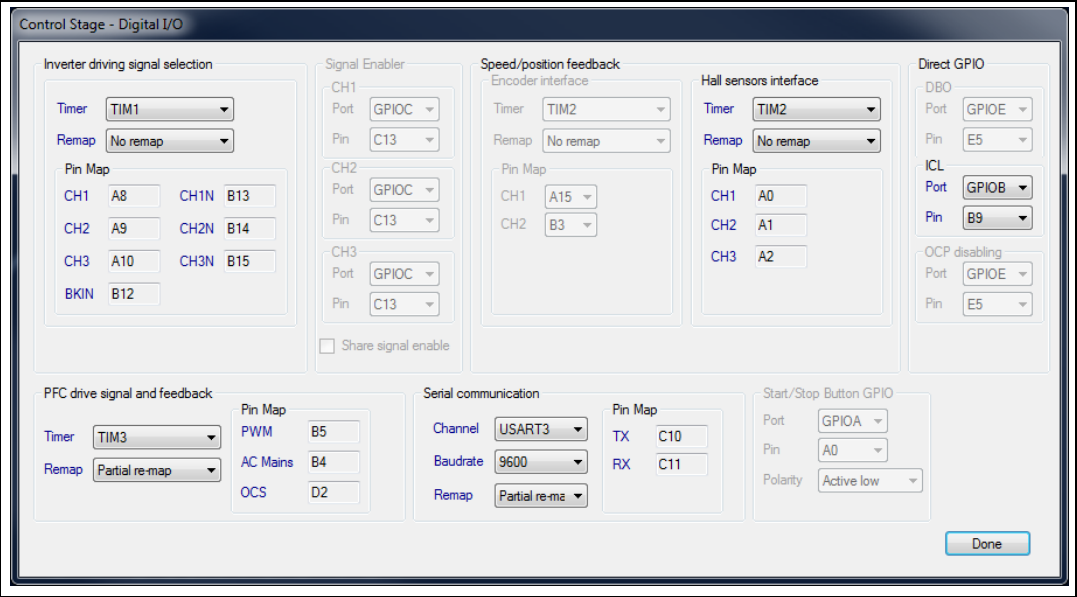 Control Stage - Digital I/O
Inverter driving signal selection
Timer TIM1
Remap No remap
Pin Map
CH1 A8 CH1N B13
CH2 A9 CH2N B14
CH3 A10 CH3N B15
BKIN B12
Signal Enabler
CH1
Port GPIOC
Pin C13
CH2
Port GPIOC
Pin C13
CH3
Port GPIOC
Pin C13
Share signal enable
Speed/position feedback
Encoder interface
Timer TIM2
Remap No remap
Pin Map
CH1 A15
CH2 B3
Hall sensors interface
Timer TIM2
Remap No remap
Pin Map
CH1 A0
CH2 A1
CH3 A2
Direct GPIO
DBO
Port GPIOE
Pin E5
ICL
Port GPIOB
Pin B9
OCP disabling
Port GPIOE
Pin E5
PFC drive signal and feedback
Timer TIM3
Remap Partial re-map
Pin Map
PWM B5
AC Mains B4
OCS D2
Serial communication
Channel USART3
Baudrate 9600
Remap Partial re-ma
Pin Map
TX C10
RX C11
Start/Stop Button GPIO
Port GPIOA
Pin A0
Polarity Active low
Done